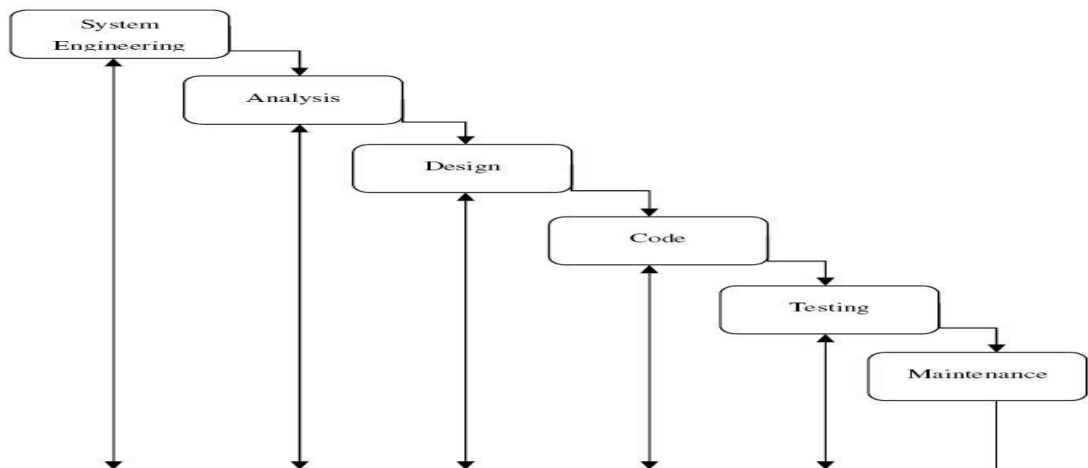 System
Engineering
Analysis
Design
Code
Testing
Maintenance